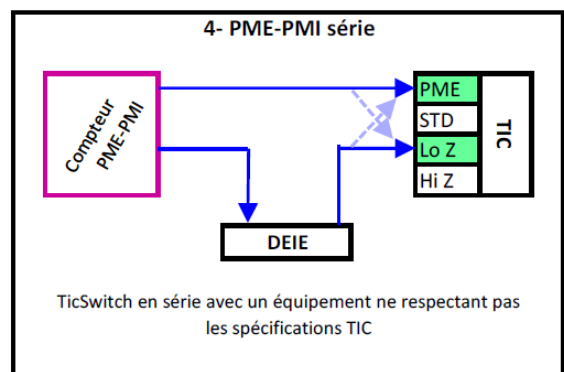 4- PME-PMI série
Compteur
PME-PMI
PME
STD
Lo Z
Hi Z
TIC
DEIE
TicSwitch en série avec un équipement ne respectant pas
les spécifications TIC